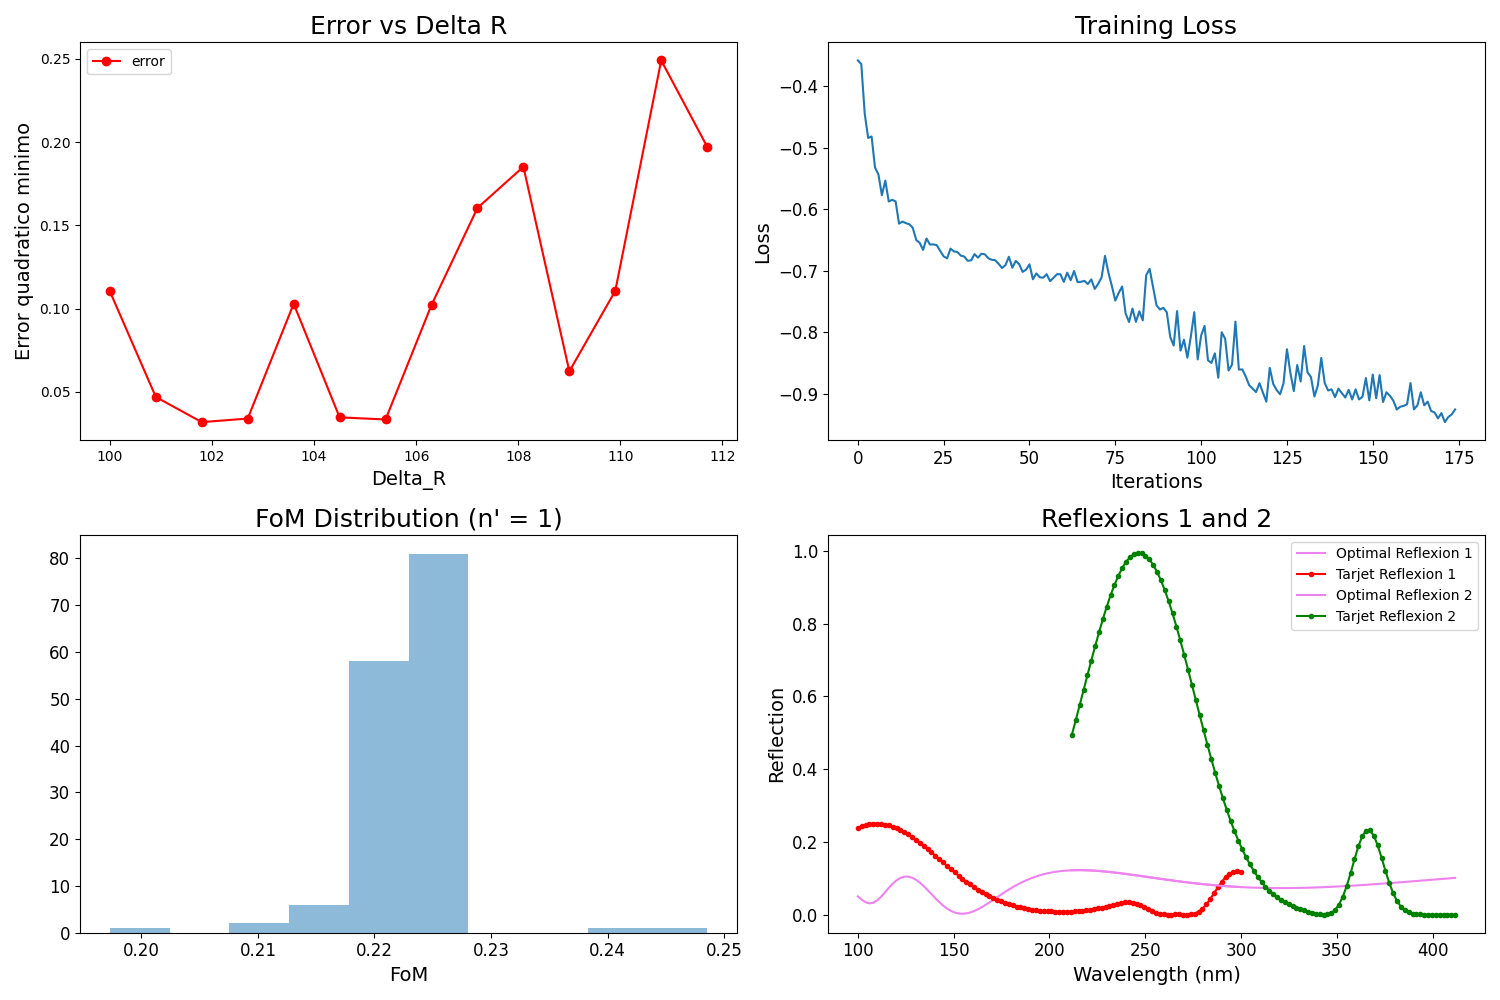 Error vs Delta R
error
Error quadratico minimo
0.25
0.20
0.15
0.10
0.05
100 102 104 106 108 110 112
Delta_R
Training Loss
Loss
−0.4
−0.5
−0.6
−0.7
−0.8
−0.9
0 25 50 75 100 125 150 175
Iterations
FoM Distribution (n' = 1)
80
70
60
50
40
30
20
10
0
0.20 0.21 0.22 0.23 0.24 0.25
FoM
Reflexions 1 and 2
Optimal Reflexion 1
Tarjet Reflexion 1
Optimal Reflexion 2
Tarjet Reflexion 2
Reflection
1.0
0.8
0.6
0.4
0.2
0.0
100 150 200 250 300 350 400
Wavelength (nm)